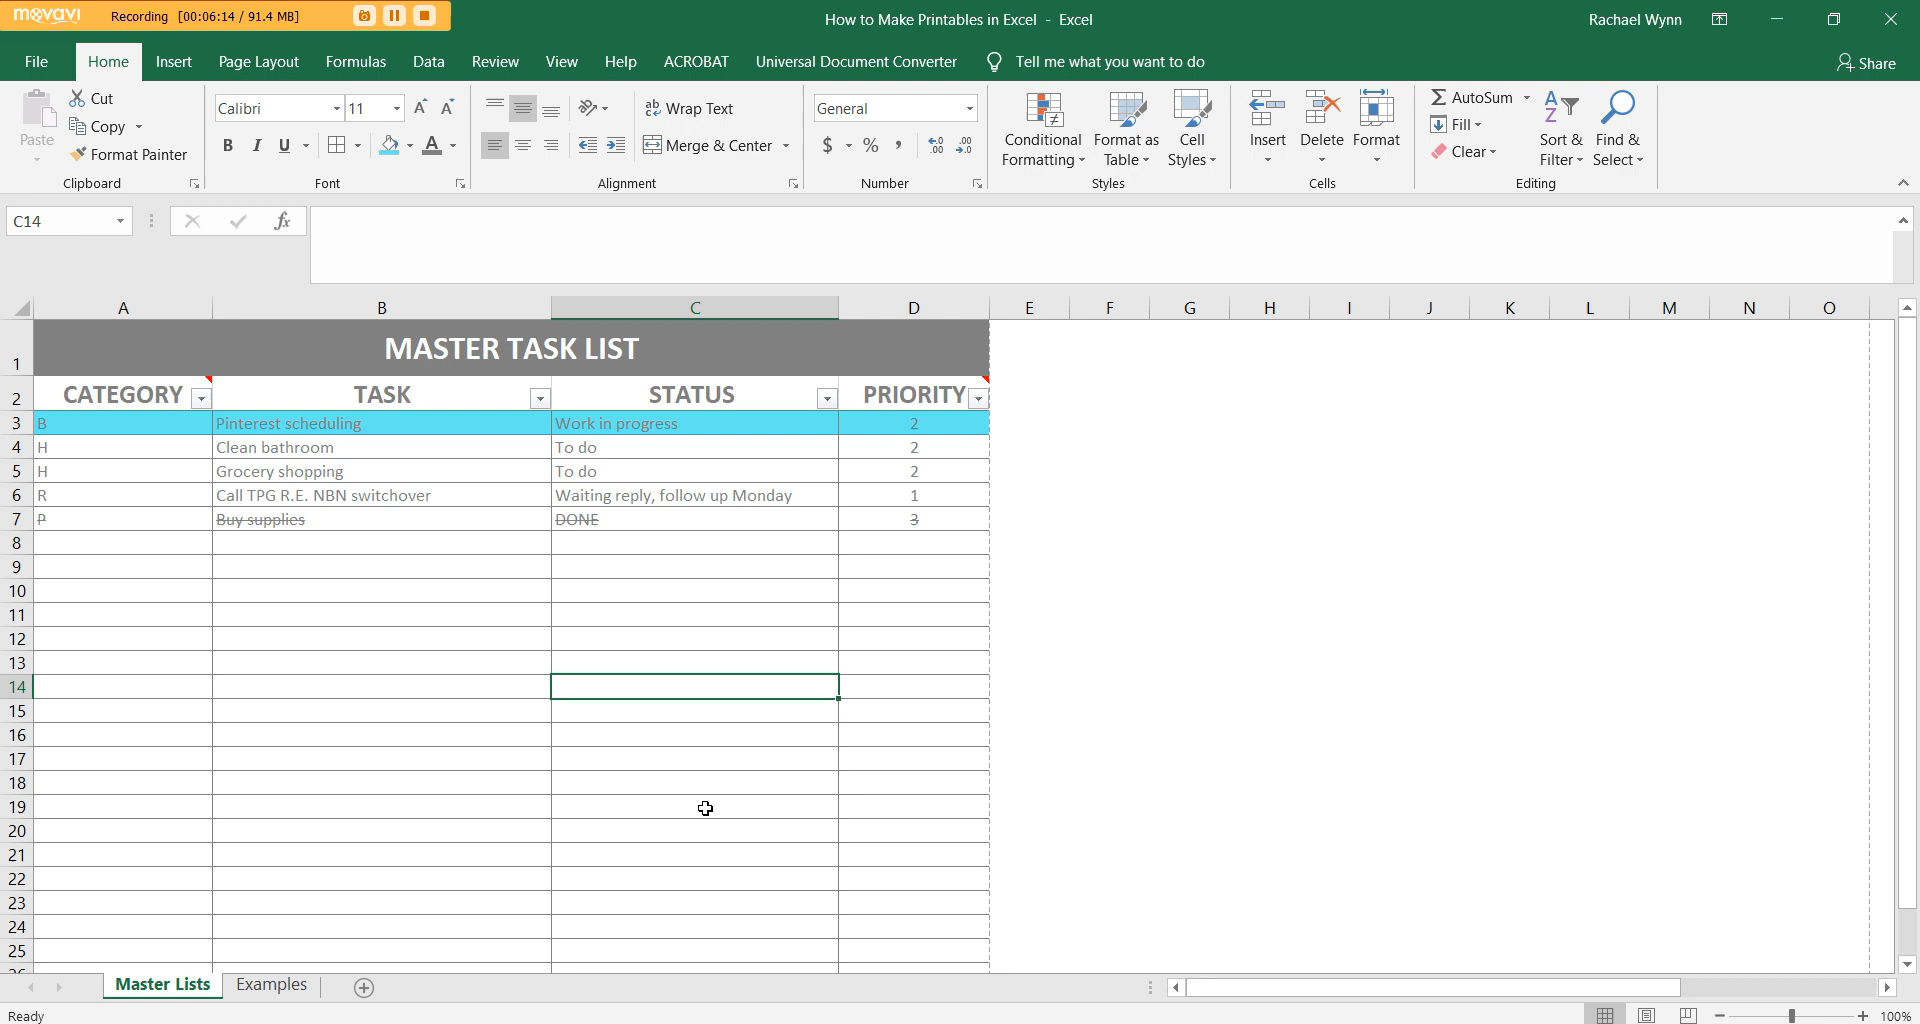 movavi Recording [00:06:14 / 91.4 MB]
How to Make Printables in Excel - Excel
Rachael Wynn
File Home Insert Page Layout Formulas Data Review View Help ACROBAT Universal Document Converter Tell me what you want to do Share
Paste
Cut
Copy
Format Painter
Clipboard
Calibri 11
B I U
Font
Wrap Text
Merge & Center
Alignment
General
$ % ,
Number
Conditional Formatting
Format as Table
Cell Styles
Styles
Insert Delete Format
Cells
AutoSum
Fill
Clear
Sort & Filter
Find & Select
Editing
C14
fx
A B C D E F G H I J K L M N O
1 MASTER TASK LIST
2 CATEGORY TASK STATUS PRIORITY
3 B Pinterest scheduling Work in progress 2
4 H Clean bathroom To do 2
5 H Grocery shopping To do 2
6 R Call TPG R.E. NBN switchover Waiting reply, follow up Monday 1
7 P Buy supplies DONE 3
8
9
10
11
12
13
14
15
16
17
18
19
20
21
22
23
24
25
26
Master Lists Examples
Ready
100%